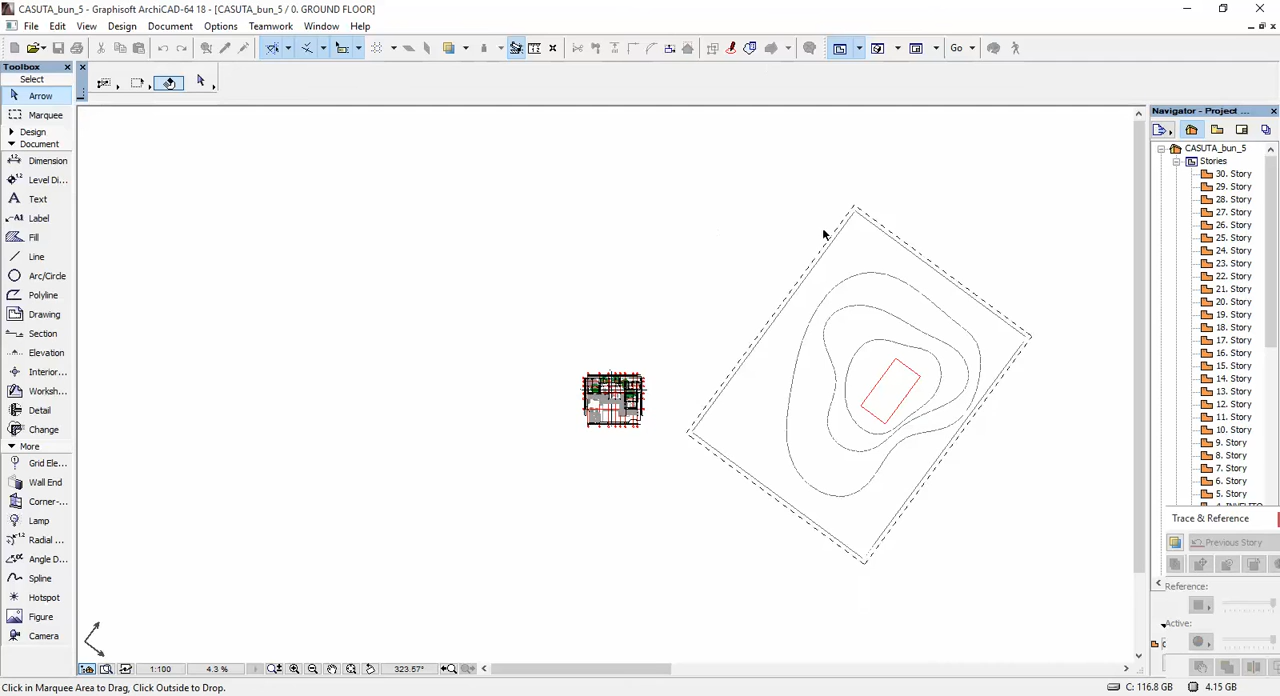 CASUTA_bun_5 - Graphisoft ArchiCAD-64 18 - [CASUTA_bun_5 / 0. GROUND FLOOR]
File Edit View Design Document Options Teamwork Window Help
Go
Toolbox
Select
Arrow
Marquee
Design
Document
Dimension
Level Di...
Text
Label
Fill
Line
Arc/Circle
Polyline
Drawing
Section
Elevation
Interior...
Worksh...
Detail
Change
More
Grid Ele...
Wall End
Corner-...
Lamp
Radial ...
Angle D...
Spline
Hotspot
Figure
Camera
Navigator - Project ...
CASUTA_bun_5
Stories
30. Story
29. Story
28. Story
27. Story
26. Story
25. Story
24. Story
23. Story
22. Story
21. Story
20. Story
19. Story
18. Story
17. Story
16. Story
15. Story
14. Story
13. Story
12. Story
11. Story
10. Story
9. Story
8. Story
7. Story
6. Story
5. Story
Trace & Reference
Previous Story
Reference:
Active:
1:100 4.3 % 323.57°
Click in Marquee Area to Drag, Click Outside to Drop.
C: 116.8 GB 4.15 GB